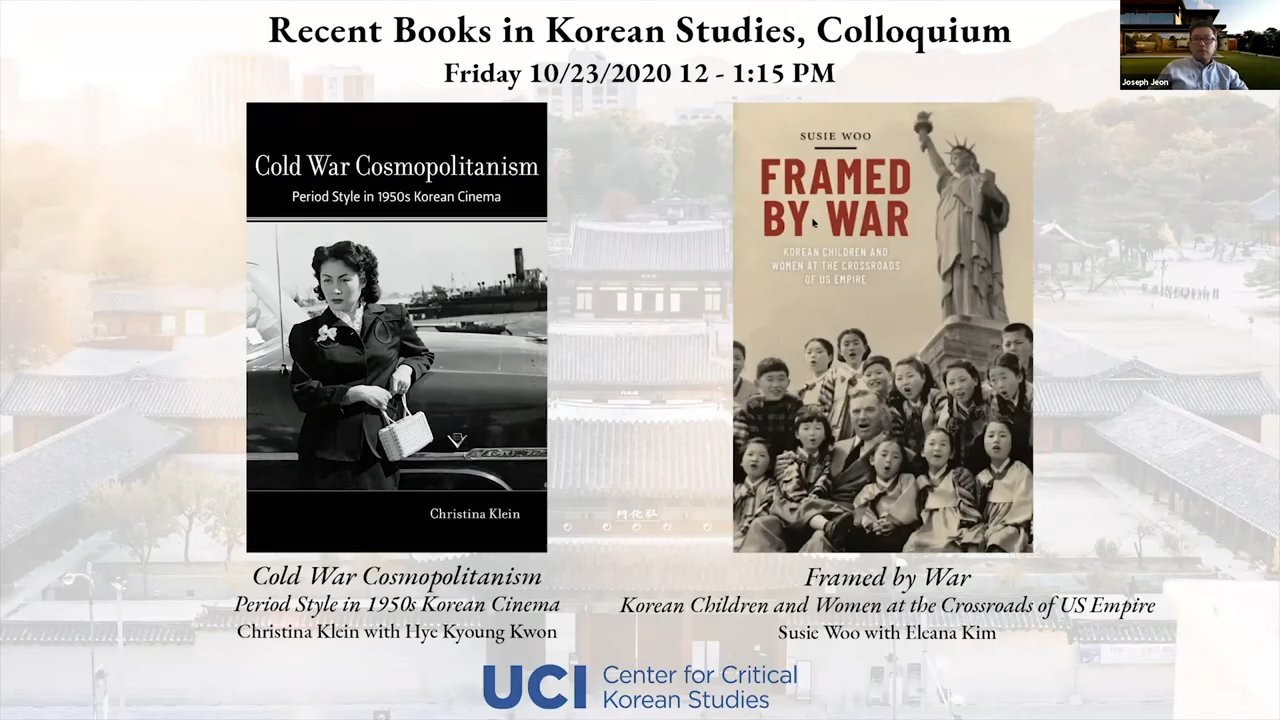 Recent Books in Korean Studies, Colloquium
Friday 10/23/2020 12 - 1:15 PM
Joseph Jeon
Cold War Cosmopolitanism
Period Style in 1950s Korean Cinema
Christina Klein
SUSIE WOO
FRAMED
BY WAR
KOREAN CHILDREN AND
WOMEN AT THE CROSSROADS
OF US EMPIRE
門化弘
Cold War Cosmopolitanism
Period Style in 1950s Korean Cinema
Christina Klein with Hye Kyoung Kwon
Framed by War
Korean Children and Women at the Crossroads of US Empire
Susie Woo with Eleana Kim
UCI Center for Critical
Korean Studies